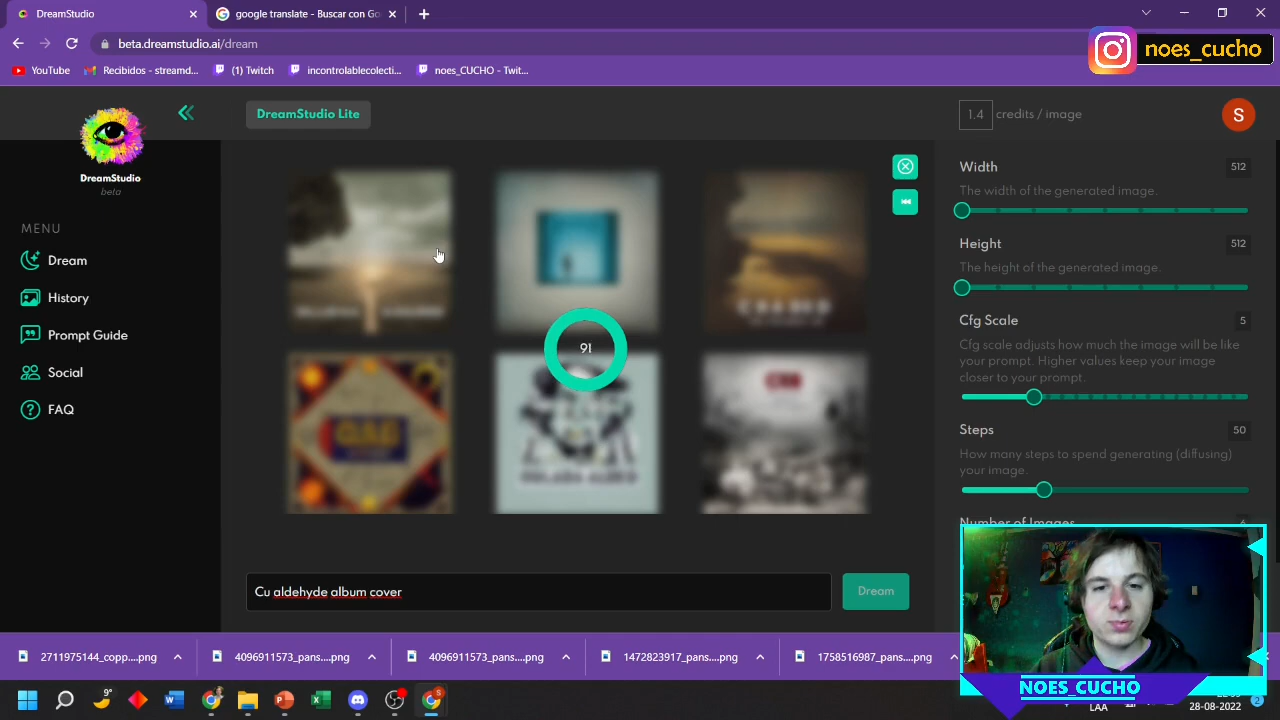 DreamStudio
google translate - Buscar con Go
beta.dreamstudio.ai/dream
noes_cucho
YouTube
Recibidos - streamd...
(1) Twitch
incontrolablecolecti...
noes_CUCHO - Twit...
DreamStudio Lite
1.4 credits / image
S
DreamStudio
beta
MENU
Dream
History
Prompt Guide
Social
FAQ
91
Width
512
The width of the generated image.
Height
512
The height of the generated image.
Cfg Scale
5
Cfg scale adjusts how much the image will be like
your prompt. Higher values keep your image
closer to your prompt.
Steps
50
How many steps to spend generating (diffusing)
your image.
Number of Images
Cu aldehyde album cover
Dream
2711975144_copp....png
4096911573_pans....png
4096911573_pans....png
1472823917_pans....png
1758516987_pans....png
NOES_CUCHO
9°
LAA
28-08-2022
2